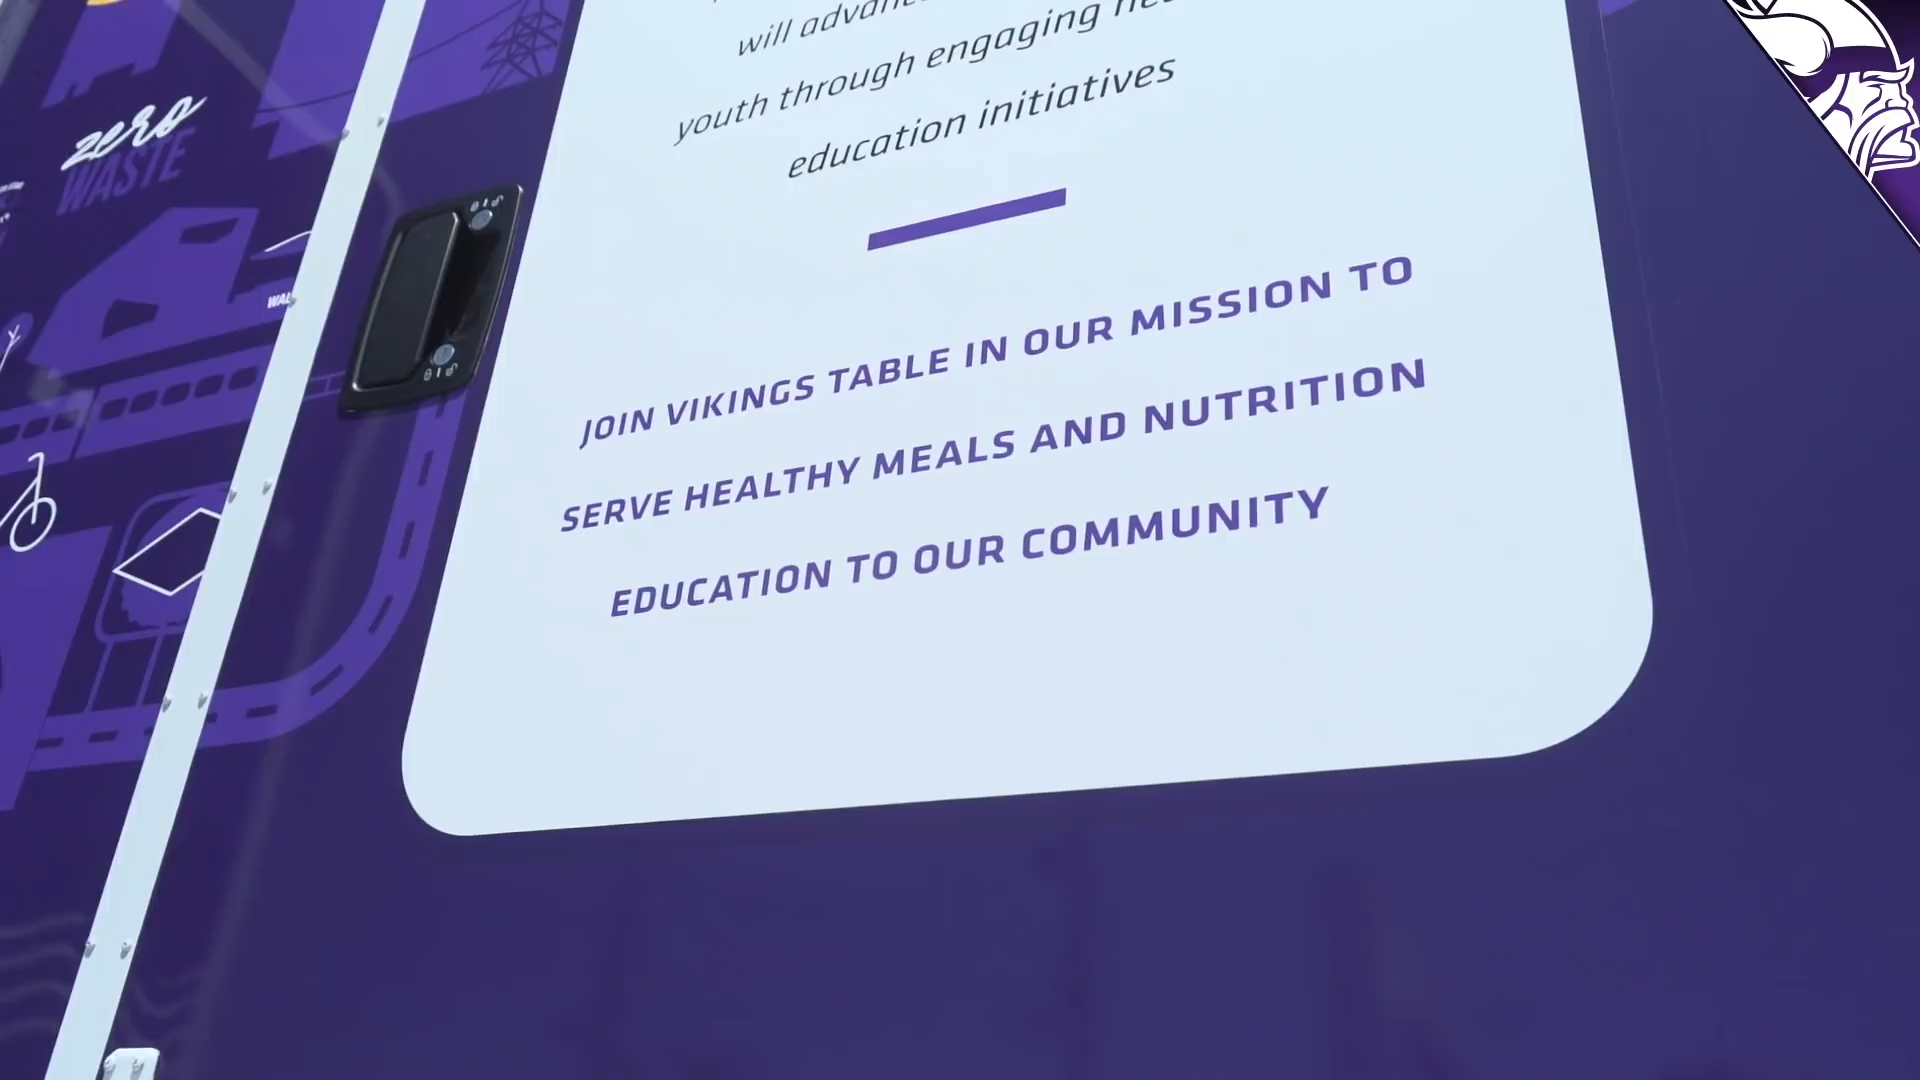 will
youth through engaging
education initiatives
JOIN VIKINGS TABLE IN OUR MISSION TO
SERVE HEALTHY MEALS AND NUTRITION
EDUCATION TO OUR COMMUNITY
zero
WASTE